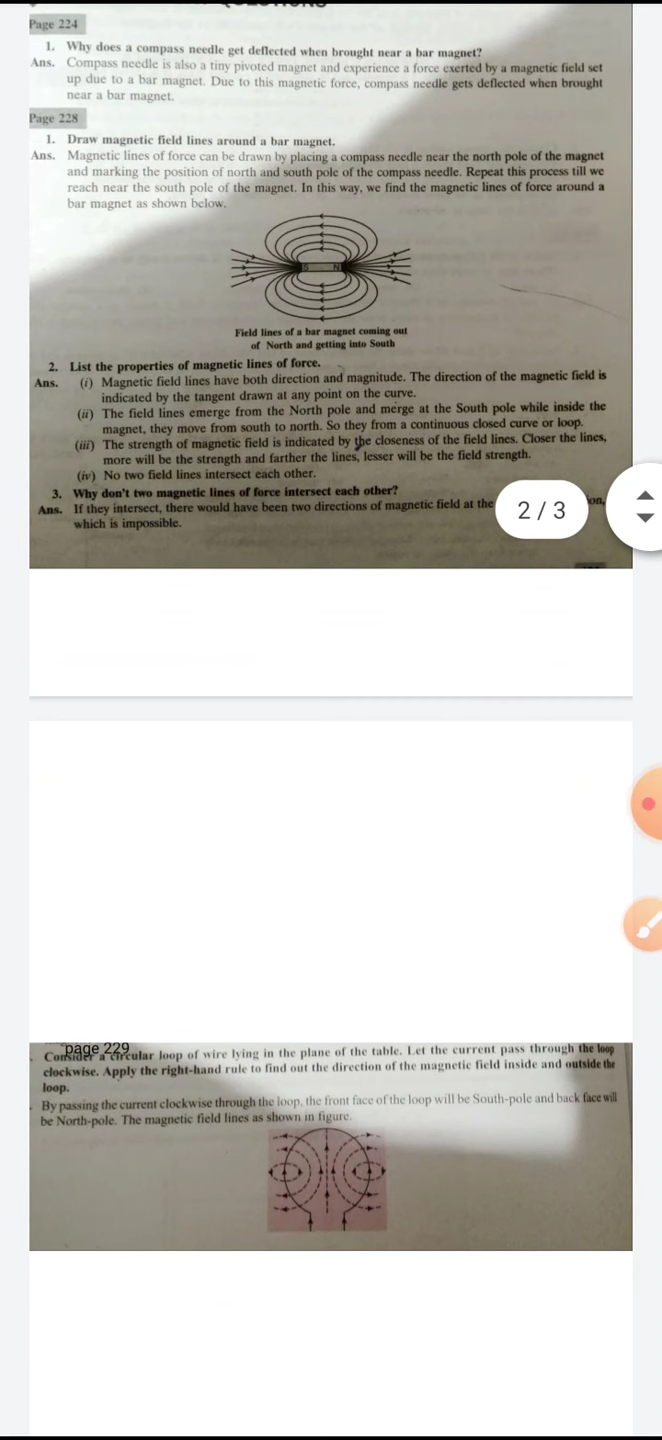 QUESTIONS
Page 224
1. Why does a compass needle get deflected when brought near a bar magnet?
Ans. Compass needle is also a tiny pivoted magnet and experience a force exerted by a magnetic field set
up due to a bar magnet. Due to this magnetic force, compass needle gets deflected when brought
near a bar magnet.
Page 228
1. Draw magnetic field lines around a bar magnet.
Ans. Magnetic lines of force can be drawn by placing a compass needle near the north pole of the magnet
and marking the position of north and south pole of the compass needle. Repeat this process till we
reach near the south pole of the magnet. In this way, we find the magnetic lines of force around a
bar magnet as shown below.
S N
Field lines of a bar magnet coming out
of North and getting into South
2. List the properties of magnetic lines of force.
Ans. (i) Magnetic field lines have both direction and magnitude. The direction of the magnetic field is
indicated by the tangent drawn at any point on the curve.
(ii) The field lines emerge from the North pole and merge at the South pole while inside the
magnet, they move from south to north. So they from a continuous closed curve or loop.
(iii) The strength of magnetic field is indicated by the closeness of the field lines. Closer the lines,
more will be the strength and farther the lines, lesser will be the field strength.
(iv) No two field lines intersect each other.
3. Why don't two magnetic lines of force intersect each other?
Ans. If they intersect, there would have been two directions of magnetic field at the
which is impossible.
2 / 3
page 229
Consider a circular loop of wire lying in the plane of the table. Let the current pass through the loop
clockwise. Apply the right-hand rule to find out the direction of the magnetic field inside and outside the
loop.
By passing the current clockwise through the loop, the front face of the loop will be South-pole and back face will
be North-pole. The magnetic field lines as shown in figure.